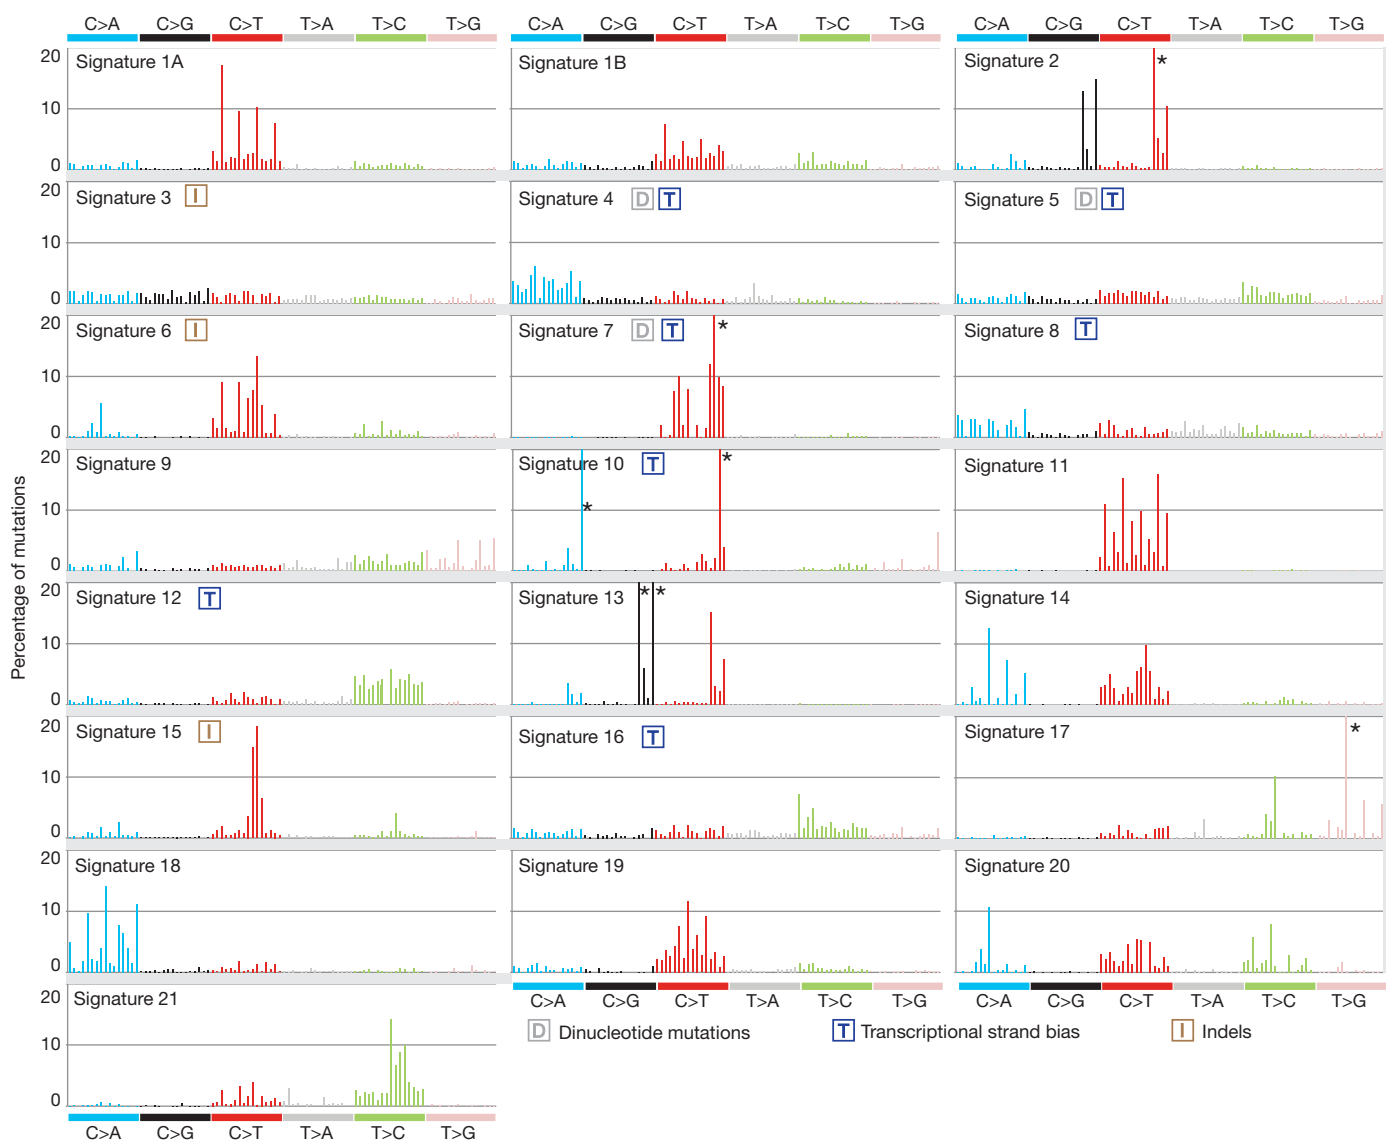 C>A C>G C>T T>A T>C T>G C>A C>G C>T T>A T>C T>G C>A C>G C>T T>A T>C T>G
Percentage of mutations
20 Signature 1A Signature 1B Signature 2 *
10
0
20 Signature 3 I Signature 4 D T Signature 5 D T
10
0
20 Signature 6 I Signature 7 D T * Signature 8 T
10
0
20 Signature 9 Signature 10 T * Signature 11
10 *
0
20 Signature 12 T Signature 13 * * Signature 14
10
0
20 Signature 15 I Signature 16 T Signature 17 *
10
0
20 Signature 18 Signature 19 Signature 20
10
0
C>A C>G C>T T>A T>C T>G C>A C>G C>T T>A T>C T>G
20 Signature 21
D Dinucleotide mutations T Transcriptional strand bias I Indels
10
0
C>A C>G C>T T>A T>C T>G